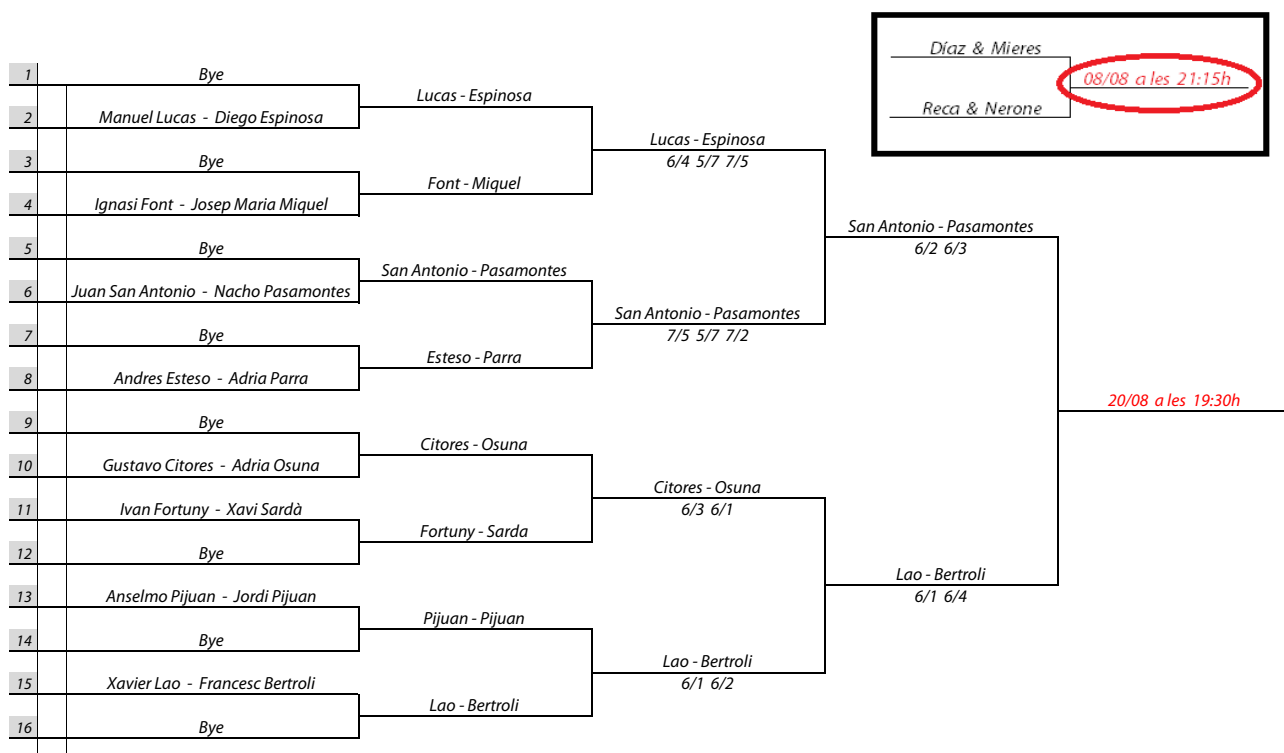 Díaz & Mieres
08/08 a les 21:15h
Reca & Nerone
1 Bye
Lucas - Espinosa
2 Manuel Lucas - Diego Espinosa
Lucas - Espinosa
6/4 5/7 7/5
3 Bye
Font - Miquel
4 Ignasi Font - Josep Maria Miquel
San Antonio - Pasamontes
6/2 6/3
5 Bye
San Antonio - Pasamontes
6 Juan San Antonio - Nacho Pasamontes
San Antonio - Pasamontes
7/5 5/7 7/2
7 Bye
Esteso - Parra
8 Andres Esteso - Adria Parra
20/08 a les 19:30h
9 Bye
Citores - Osuna
10 Gustavo Citores - Adria Osuna
Citores - Osuna
6/3 6/1
11 Ivan Fortuny - Xavi Sardà
Fortuny - Sarda
12 Bye
Lao - Bertroli
6/1 6/4
13 Anselmo Pijuan - Jordi Pijuan
Pijuan - Pijuan
14 Bye
Lao - Bertroli
6/1 6/2
15 Xavier Lao - Francesc Bertroli
Lao - Bertroli
16 Bye